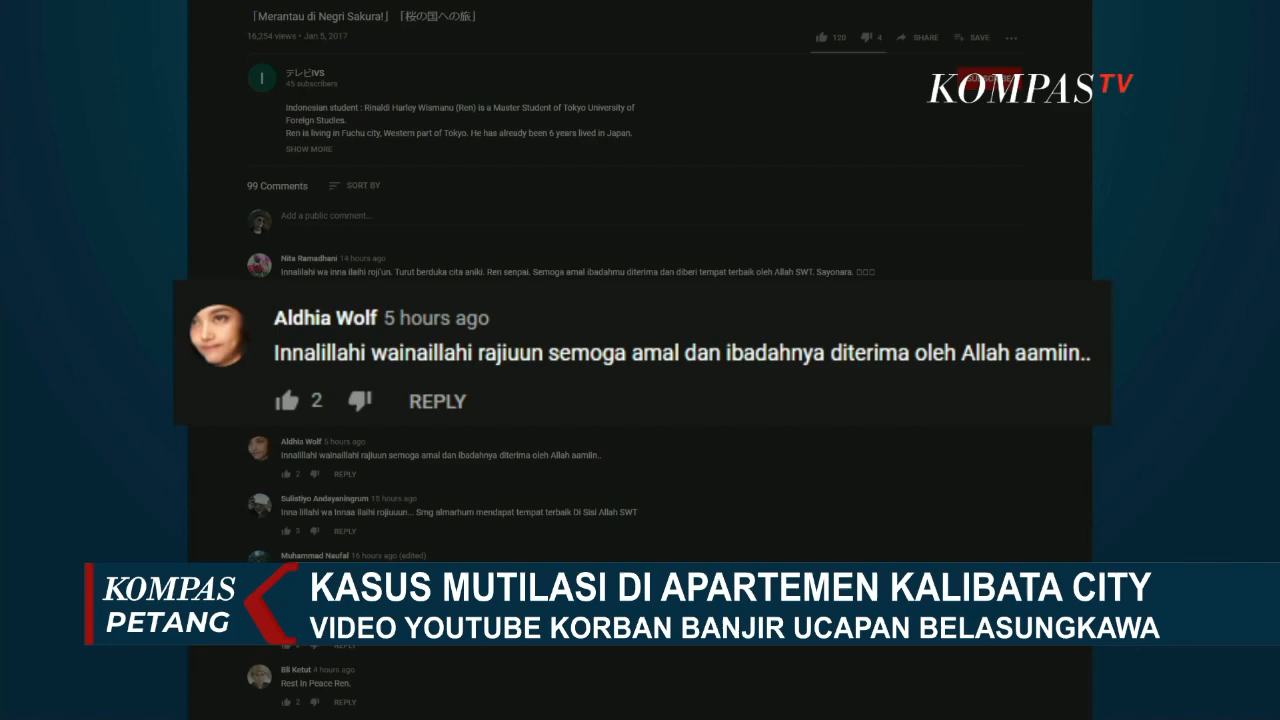 「Merantau di Negri Sakura!」「桜の国への旅」
16,254 views • Jan 5, 2017
120 4 SHARE SAVE
I テレビIVS
45 subscribers
SUBSCRIBE
KOMPAS TV
Indonesian student : Rinaldi Harley Wismanu (Ren) is a Master Student of Tokyo University of
Foreign Studies.
Ren is living in Fuchu city, Western part of Tokyo. He has already been 6 years lived in Japan.
SHOW MORE
99 Comments SORT BY
Add a public comment...
Nita Ramadhani 14 hours ago
Innalilahi wa inna ilaihi roji'un. Turut berduka cita aniki. Ren senpai. Semoga amal ibadahmu diterima dan diberi tempat terbaik oleh Allah SWT. Sayonara.
Aldhia Wolf 5 hours ago
Innalillahi wainaillahi rajiuun semoga amal dan ibadahnya diterima oleh Allah aamiin..
2 REPLY
Aldhia Wolf 5 hours ago
Innalillahi wainaillahi rajiuun semoga amal dan ibadahnya diterima oleh Allah aamiin..
2 REPLY
Sulistiyo Andayaningrum 15 hours ago
Inna lillahi wa Innaa ilaihi rojiuuun... Smg almarhum mendapat tempat terbaik Di Sisi Allah SWT
3 REPLY
Muhammad Naufal 16 hours ago (edited)
KOMPAS PETANG
KASUS MUTILASI DI APARTEMEN KALIBATA CITY
VIDEO YOUTUBE KORBAN BANJIR UCAPAN BELASUNGKAWA
REPLY
Bli Ketut 4 hours ago
Rest In Peace Ren.
2 REPLY